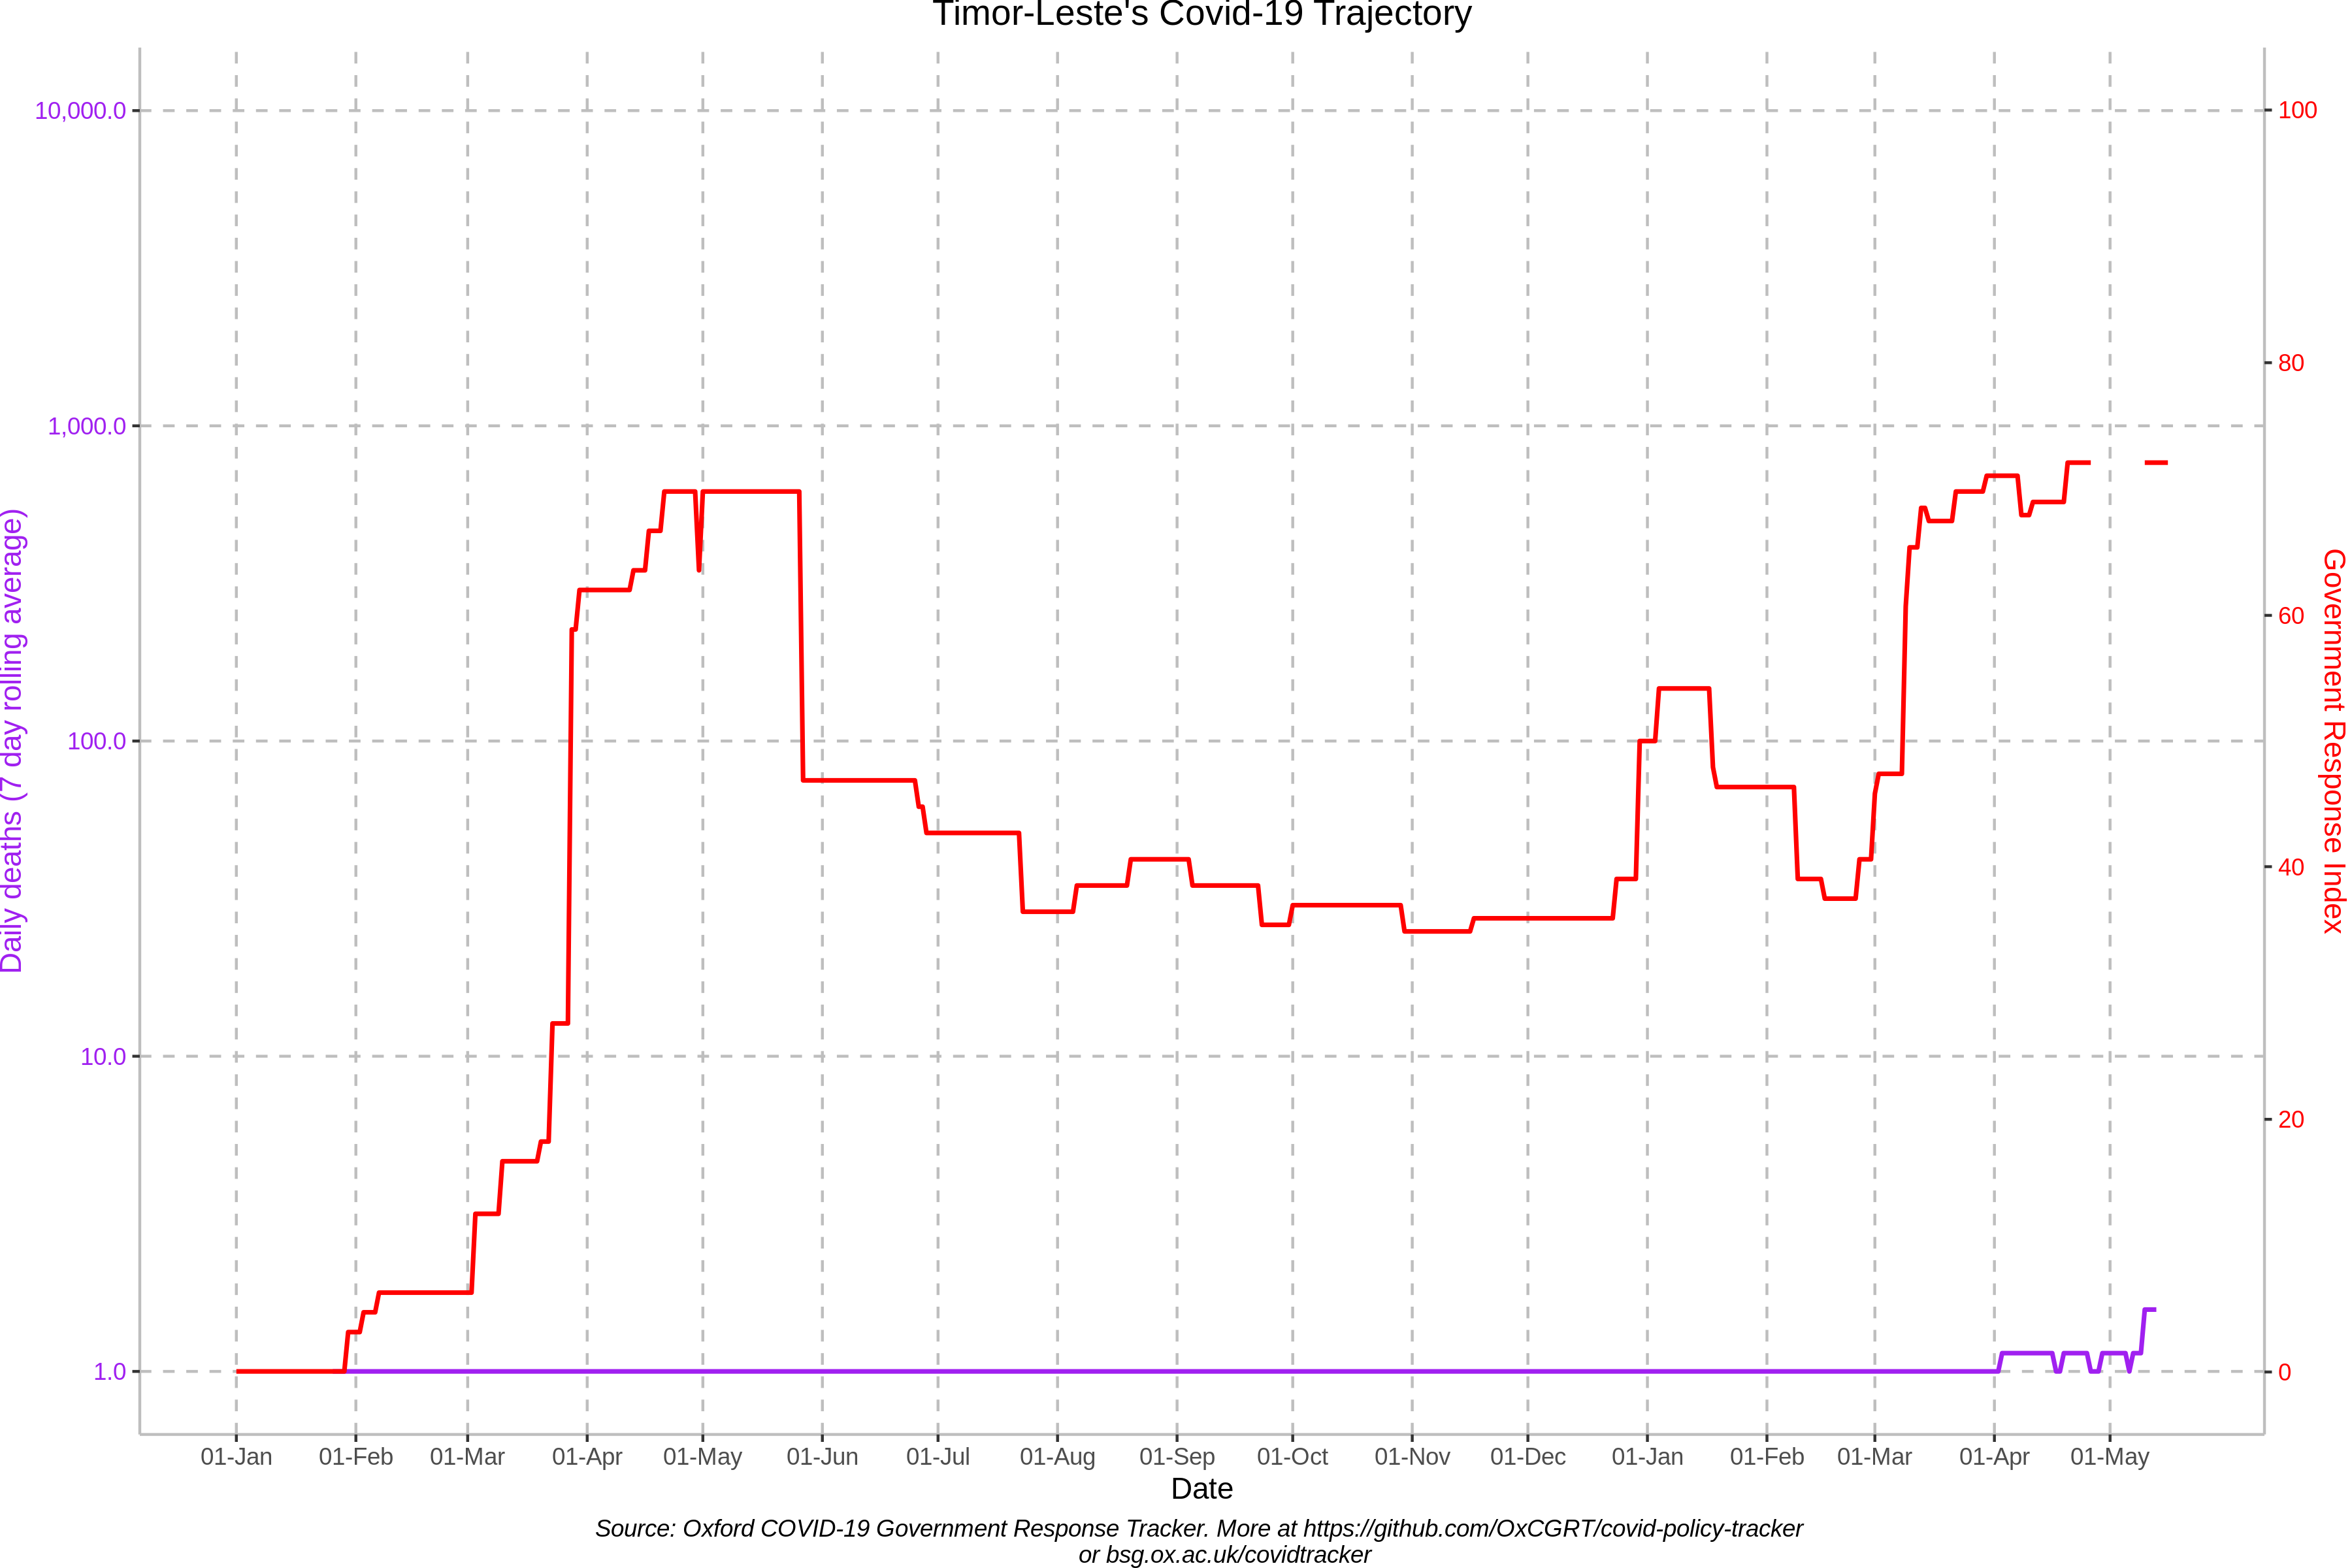 Timor-Leste's Covid-19 Trajectory
10,000.0
1,000.0
100.0
10.0
1.0
Daily deaths (7 day rolling average)
100
80
60
40
20
0
Government Response Index
01-Jan 01-Feb 01-Mar 01-Apr 01-May 01-Jun 01-Jul 01-Aug 01-Sep 01-Oct 01-Nov 01-Dec 01-Jan 01-Feb 01-Mar 01-Apr 01-May
Date
Source: Oxford COVID-19 Government Response Tracker. More at https://github.com/OxCGRT/covid-policy-tracker
or bsg.ox.ac.uk/covidtracker